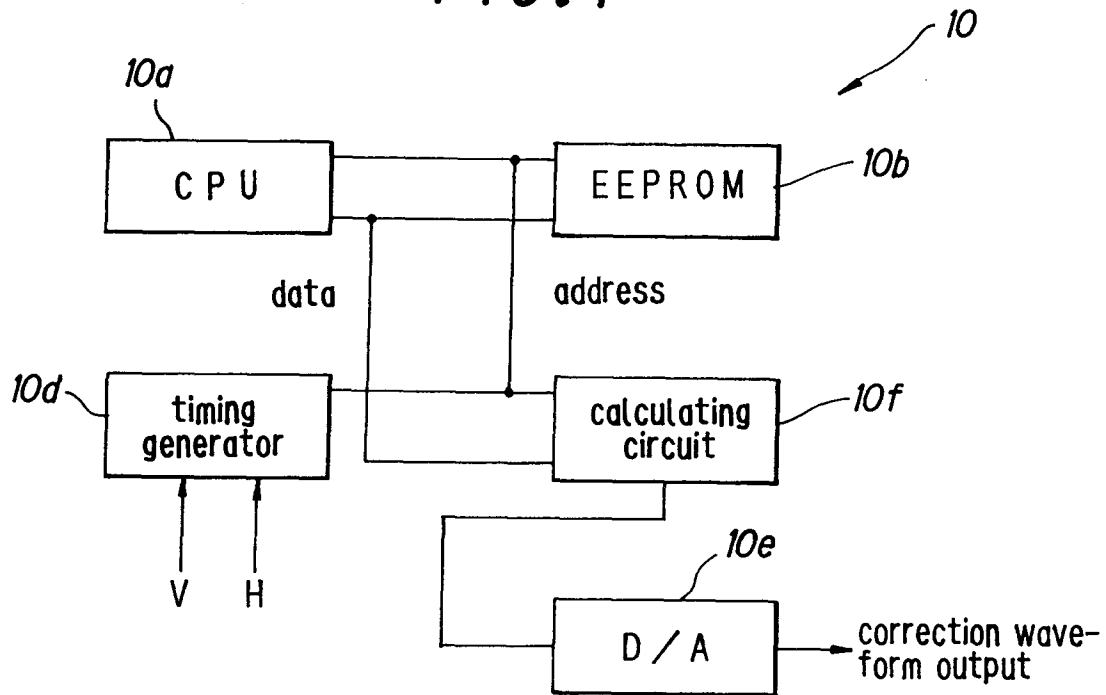 10
10a
CPU
EEPROM
10b
data
address
10d
timing
generator
calculating
circuit
10f
V H
10e
D/A
correction wave-
form output